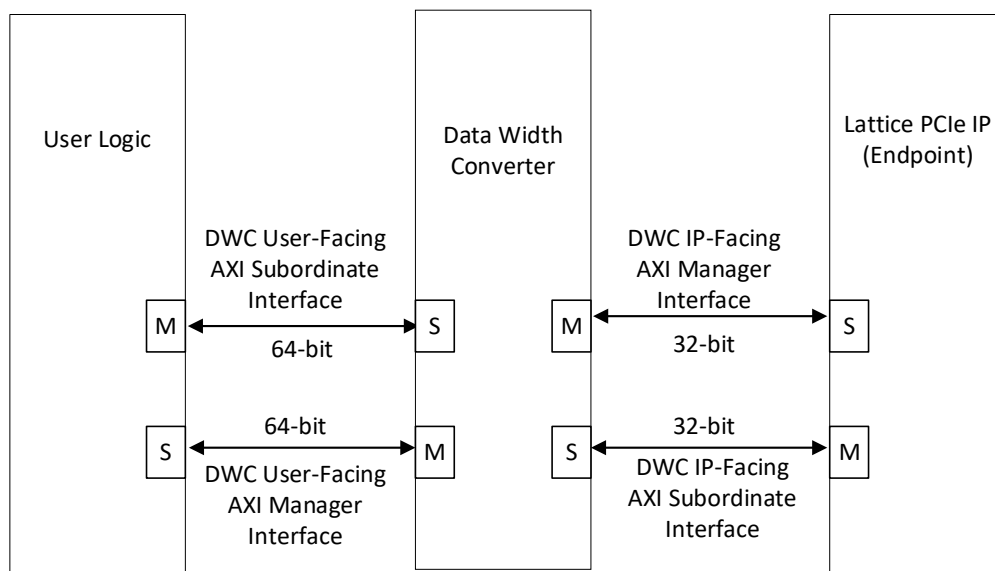 User Logic
Data Width
Converter
Lattice PCIe IP
(Endpoint)
DWC User-Facing
AXI Subordinate
Interface
DWC IP-Facing
AXI Manager
Interface
M
S
M
S
64-bit
32-bit
64-bit
32-bit
S
M
S
M
DWC User-Facing
AXI Manager
Interface
DWC IP-Facing
AXI Subordinate
Interface